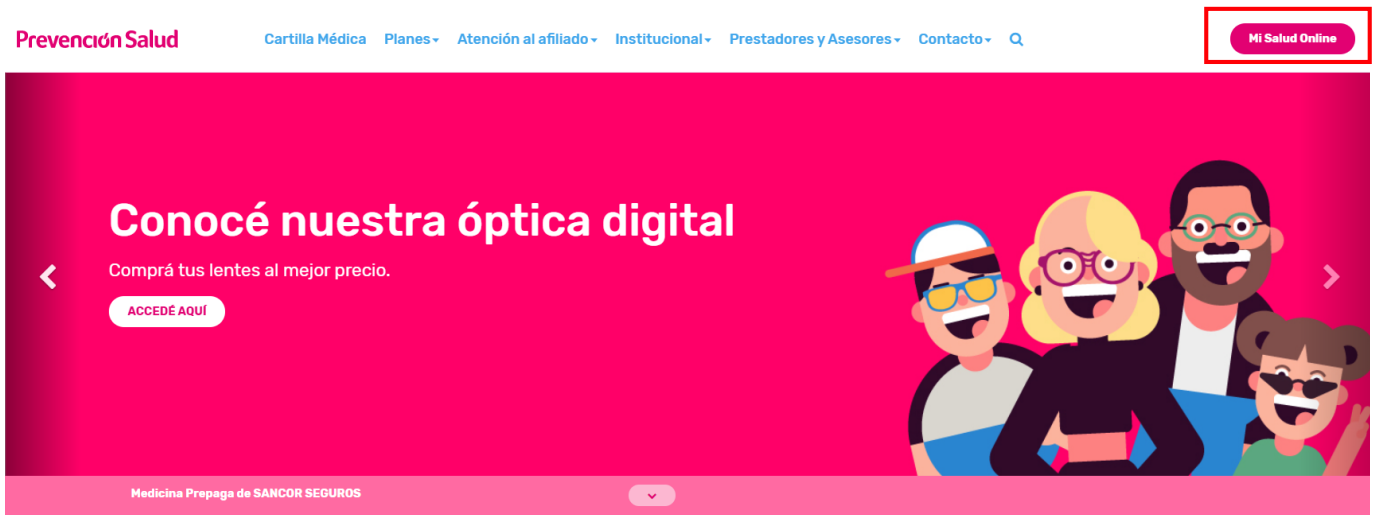 Prevención Salud
Cartilla Médica Planes Atención al afiliado Institucional Prestadores y Asesores Contacto
Mi Salud Online
Conocé nuestra óptica digital
Comprá tus lentes al mejor precio.
ACCEDÉ AQUÍ
Medicina Prepaga de SANCOR SEGUROS